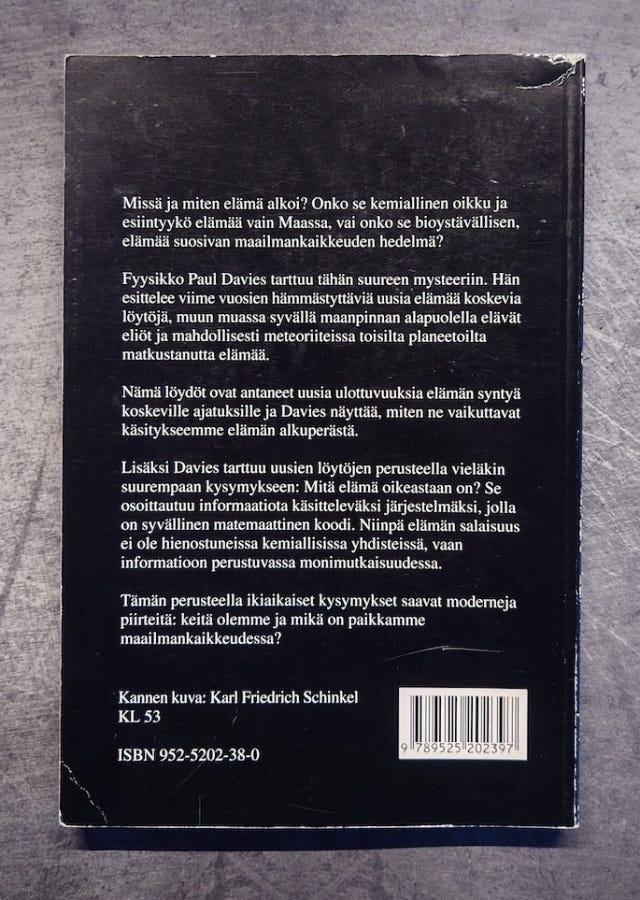 Missä ja miten elämä alkoi? Onko se kemiallinen oikku ja
esiintyykö elämää vain Maassa, vai onko se bioystävällisen,
elämää suosivan maailmankaikkeuden hedelmä?
Fyysikko Paul Davies tarttuu tähän suureen mysteeriin. Hän
esittelee viime vuosien hämmästyttäviä uusia elämää koskevia
löytöjä, muun muassa syvällä maanpinnan alapuolella elävät
eliöt ja mahdollisesti meteoriiteissa toisilta planeetoilta
matkustanutta elämää.
Nämä löydöt ovat antaneet uusia ulottuvuuksia elämän syntyä
koskeville ajatuksille ja Davies näyttää, miten ne vaikuttavat
käsitykseemme elämän alkuperästä.
Lisäksi Davies tarttuu uusien löytöjen perusteella vieläkin
suurempaan kysymykseen: Mitä elämä oikeastaan on? Se
osoittautuu informaatiota käsitteleväksi järjestelmäksi, jolla
on syvällinen matemaattinen koodi. Niinpä elämän salaisuus
ei ole hienostuneissa kemiallisissa yhdisteissä, vaan
informatioon perustuvassa monimutkaisuudessa.
Tämän perusteella ikiaikaiset kysymykset saavat moderneja
piirteitä: keitä olemme ja mikä on paikkamme
maailmankaikkeudessa?
Kannen kuva: Karl Friedrich Schinkel
KL 53
ISBN 952-5202-38-0
9 789525 202397